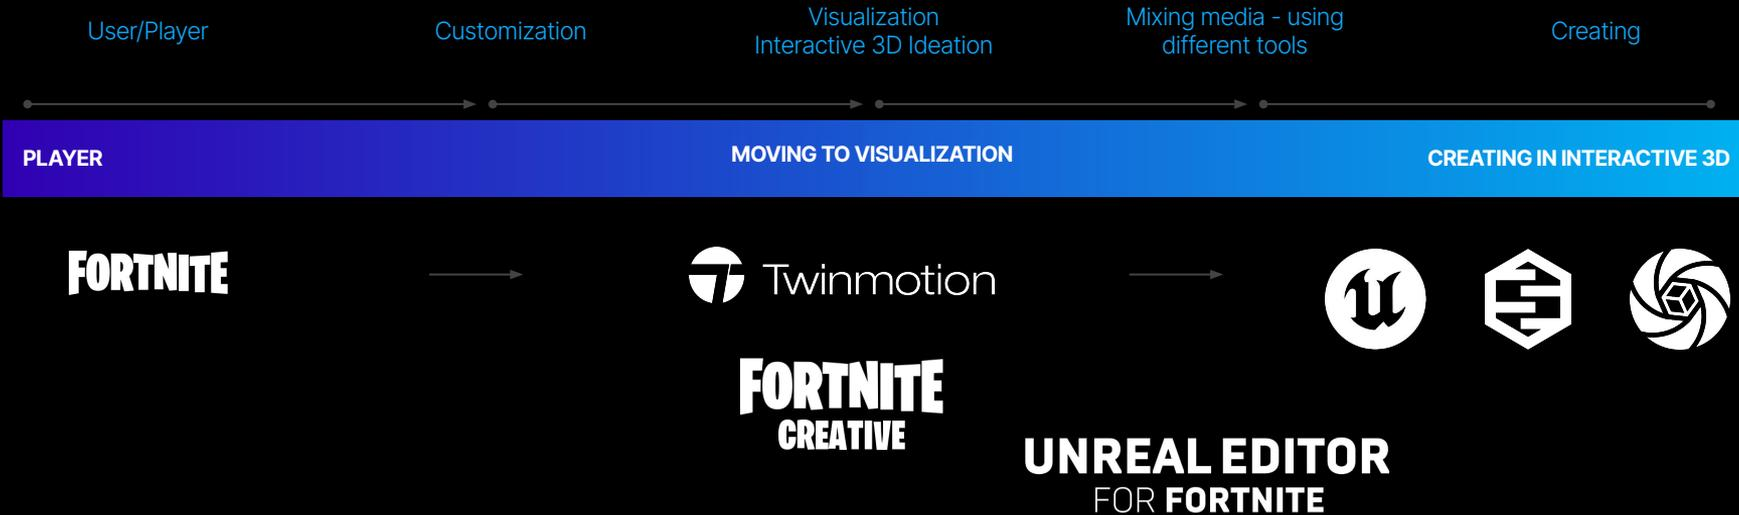 User/Player
Customization
Visualization
Interactive 3D Ideation
Mixing media - using
different tools
Creating
PLAYER
MOVING TO VISUALIZATION
CREATING IN INTERACTIVE 3D
FORTNITE
Twinmotion
FORTNITE
CREATIVE
UNREAL EDITOR
FOR FORTNITE